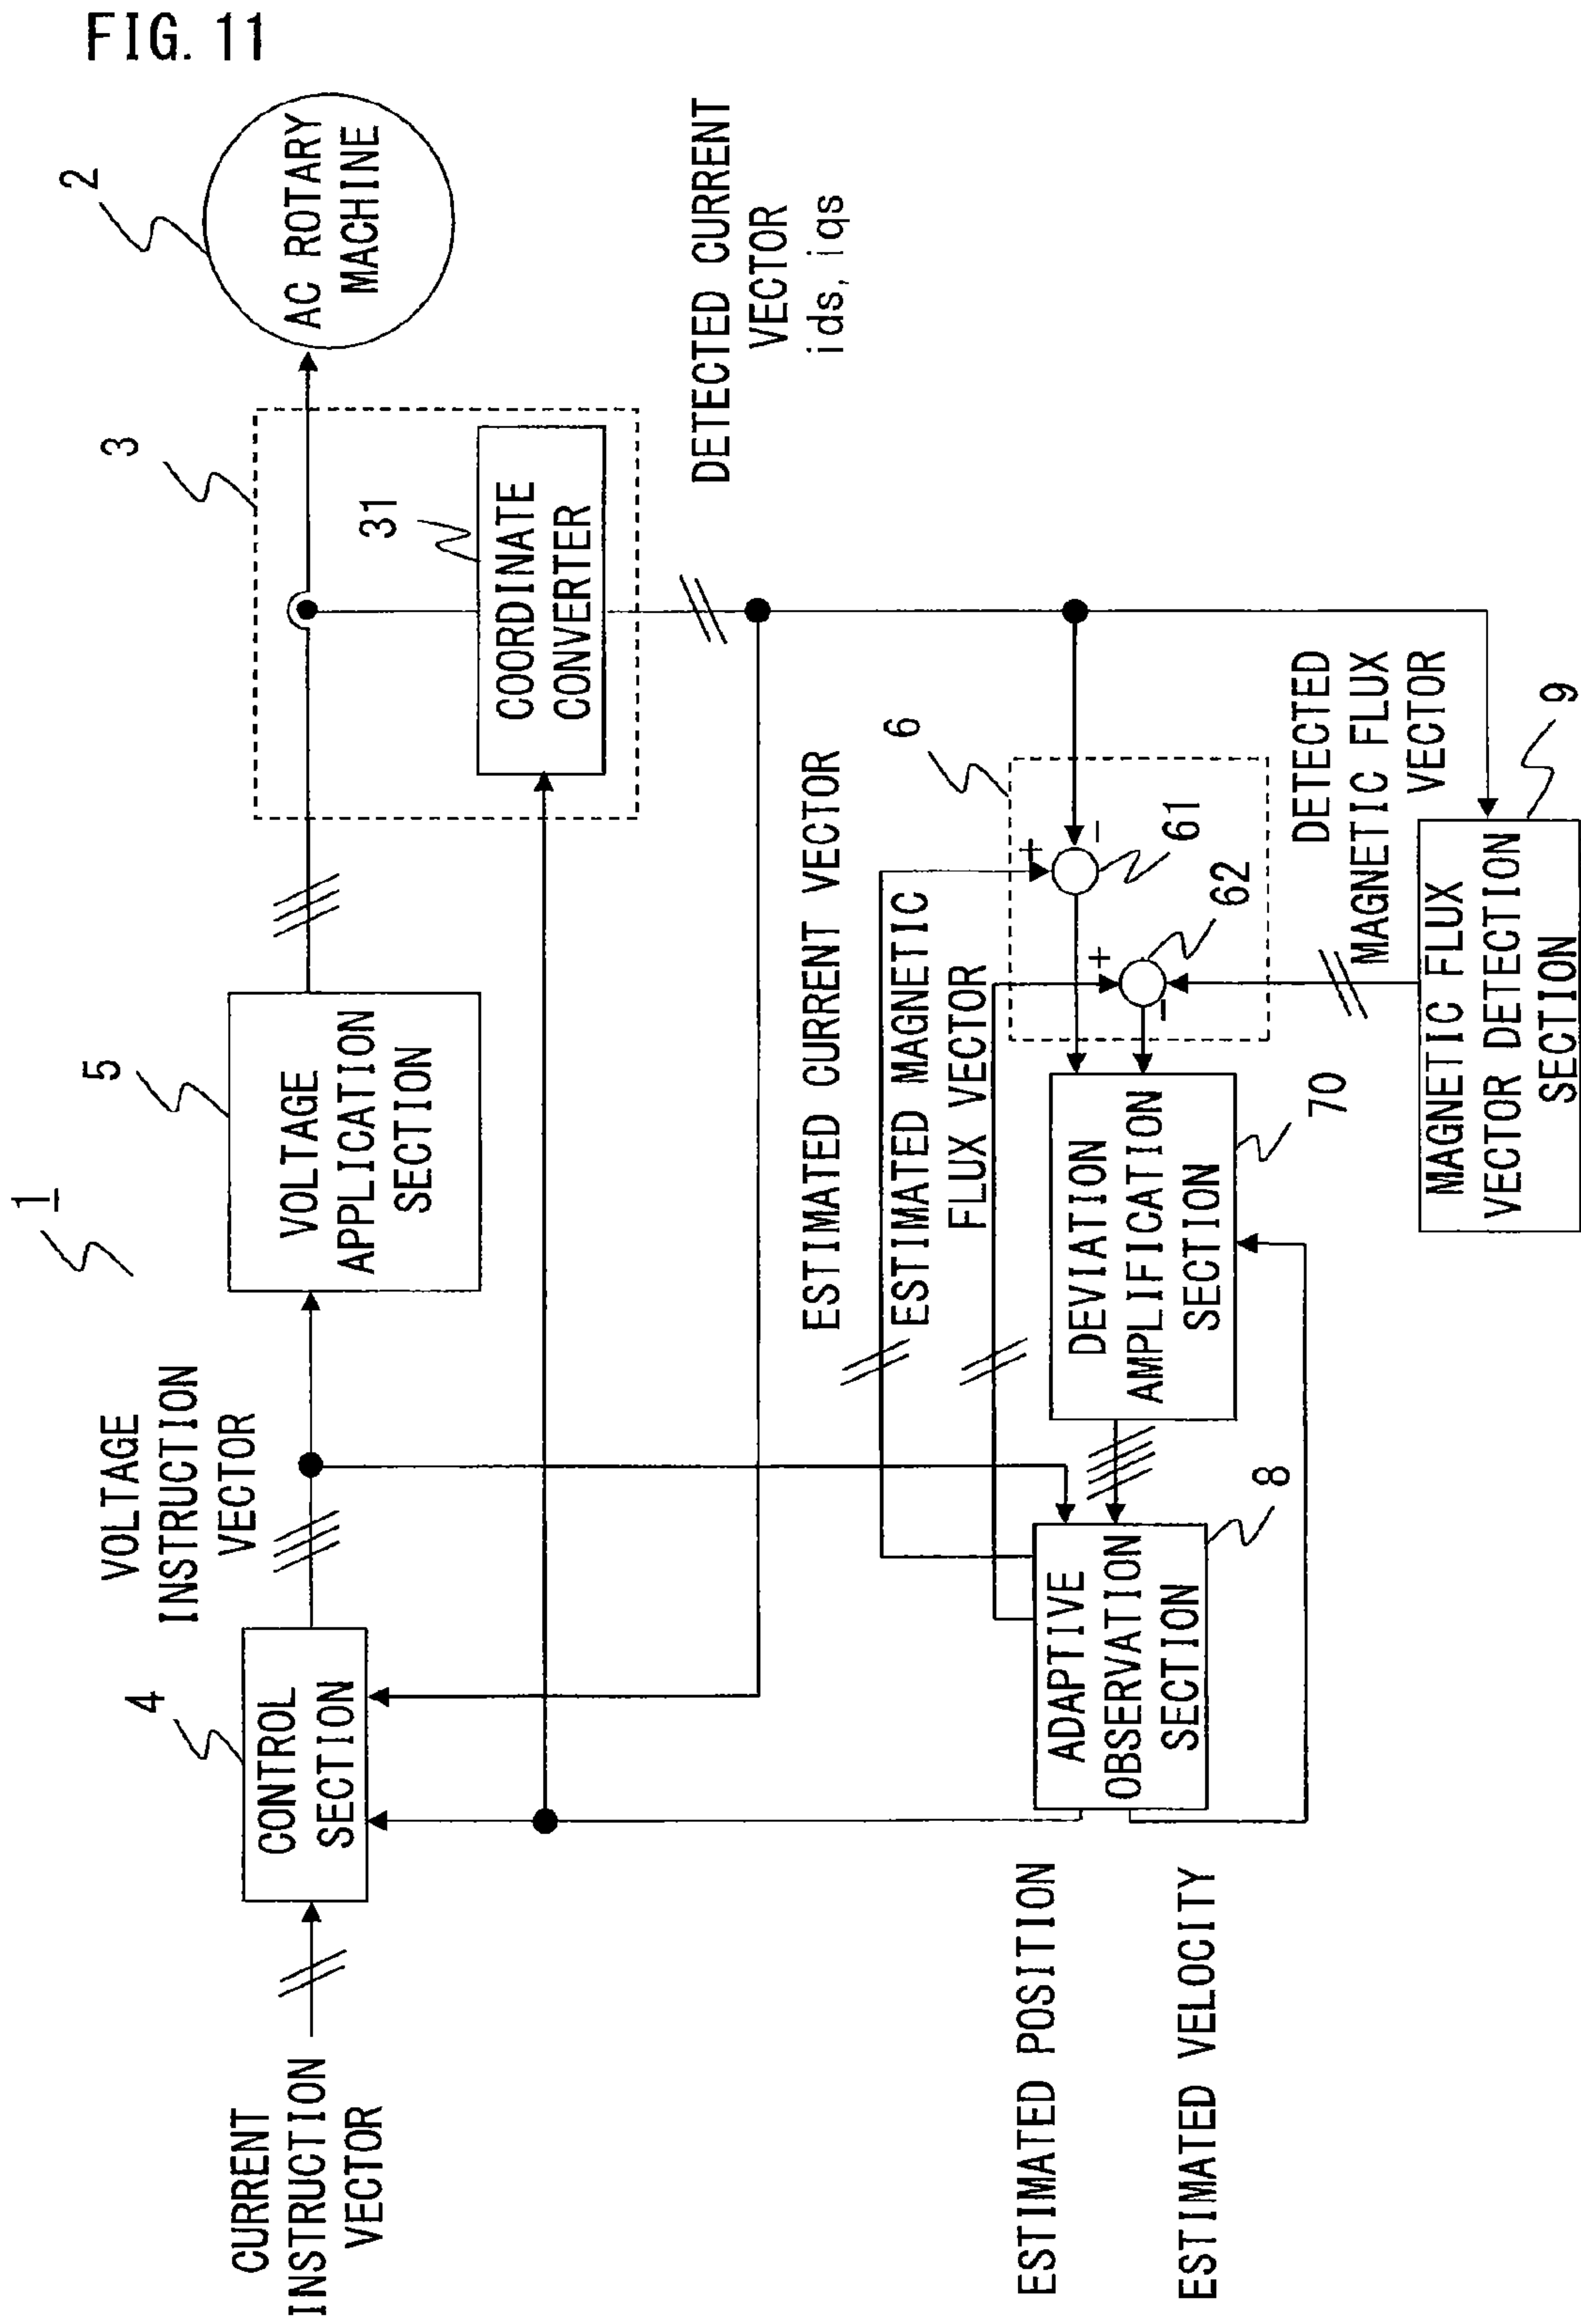 FIG. 11
1
CURRENT
INSTRUCTION
VECTOR
4
CONTROL
SECTION
VOLTAGE
INSTRUCTION
VECTOR
5
VOLTAGE
APPLICATION
SECTION
3
31
COORDINATE
CONVERTER
2
AC ROTARY
MACHINE
DETECTED CURRENT
VECTOR
ids, iqs
ESTIMATED CURRENT VECTOR
ESTIMATED MAGNETIC
FLUX VECTOR
6
+
−
61
+
−
62
DETECTED
MAGNETIC FLUX
VECTOR
ESTIMATED POSITION
ESTIMATED VELOCITY
ADAPTIVE
OBSERVATION
SECTION
8
DEVIATION
AMPLIFICATION
SECTION
70
MAGNETIC FLUX
VECTOR DETECTION
SECTION
9